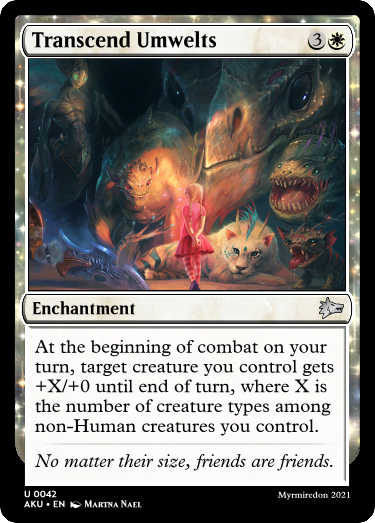 Transcend Umwelts 3
Enchantment
At the beginning of combat on your
turn, target creature you control gets
+X/+0 until end of turn, where X is
the number of creature types among
non-Human creatures you control.
No matter their size, friends are friends.
U 0042
AKU • EN Martna Nael
Myrmiredon 2021